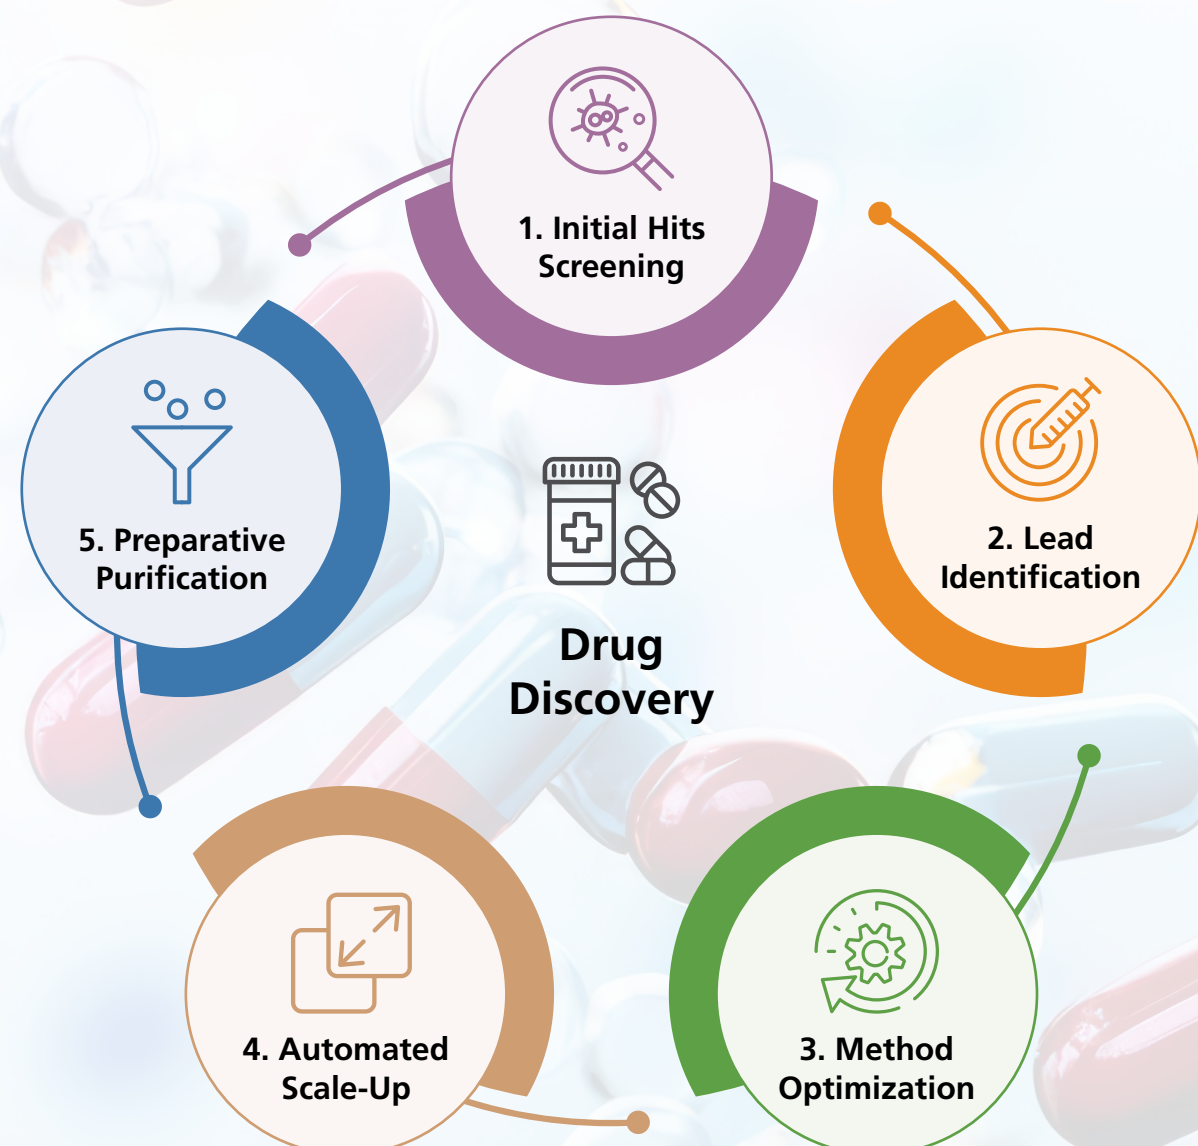 1. Initial Hits
Screening
2. Lead
Identification
3. Method
Optimization
4. Automated
Scale-Up
5. Preparative
Purification
Drug
Discovery